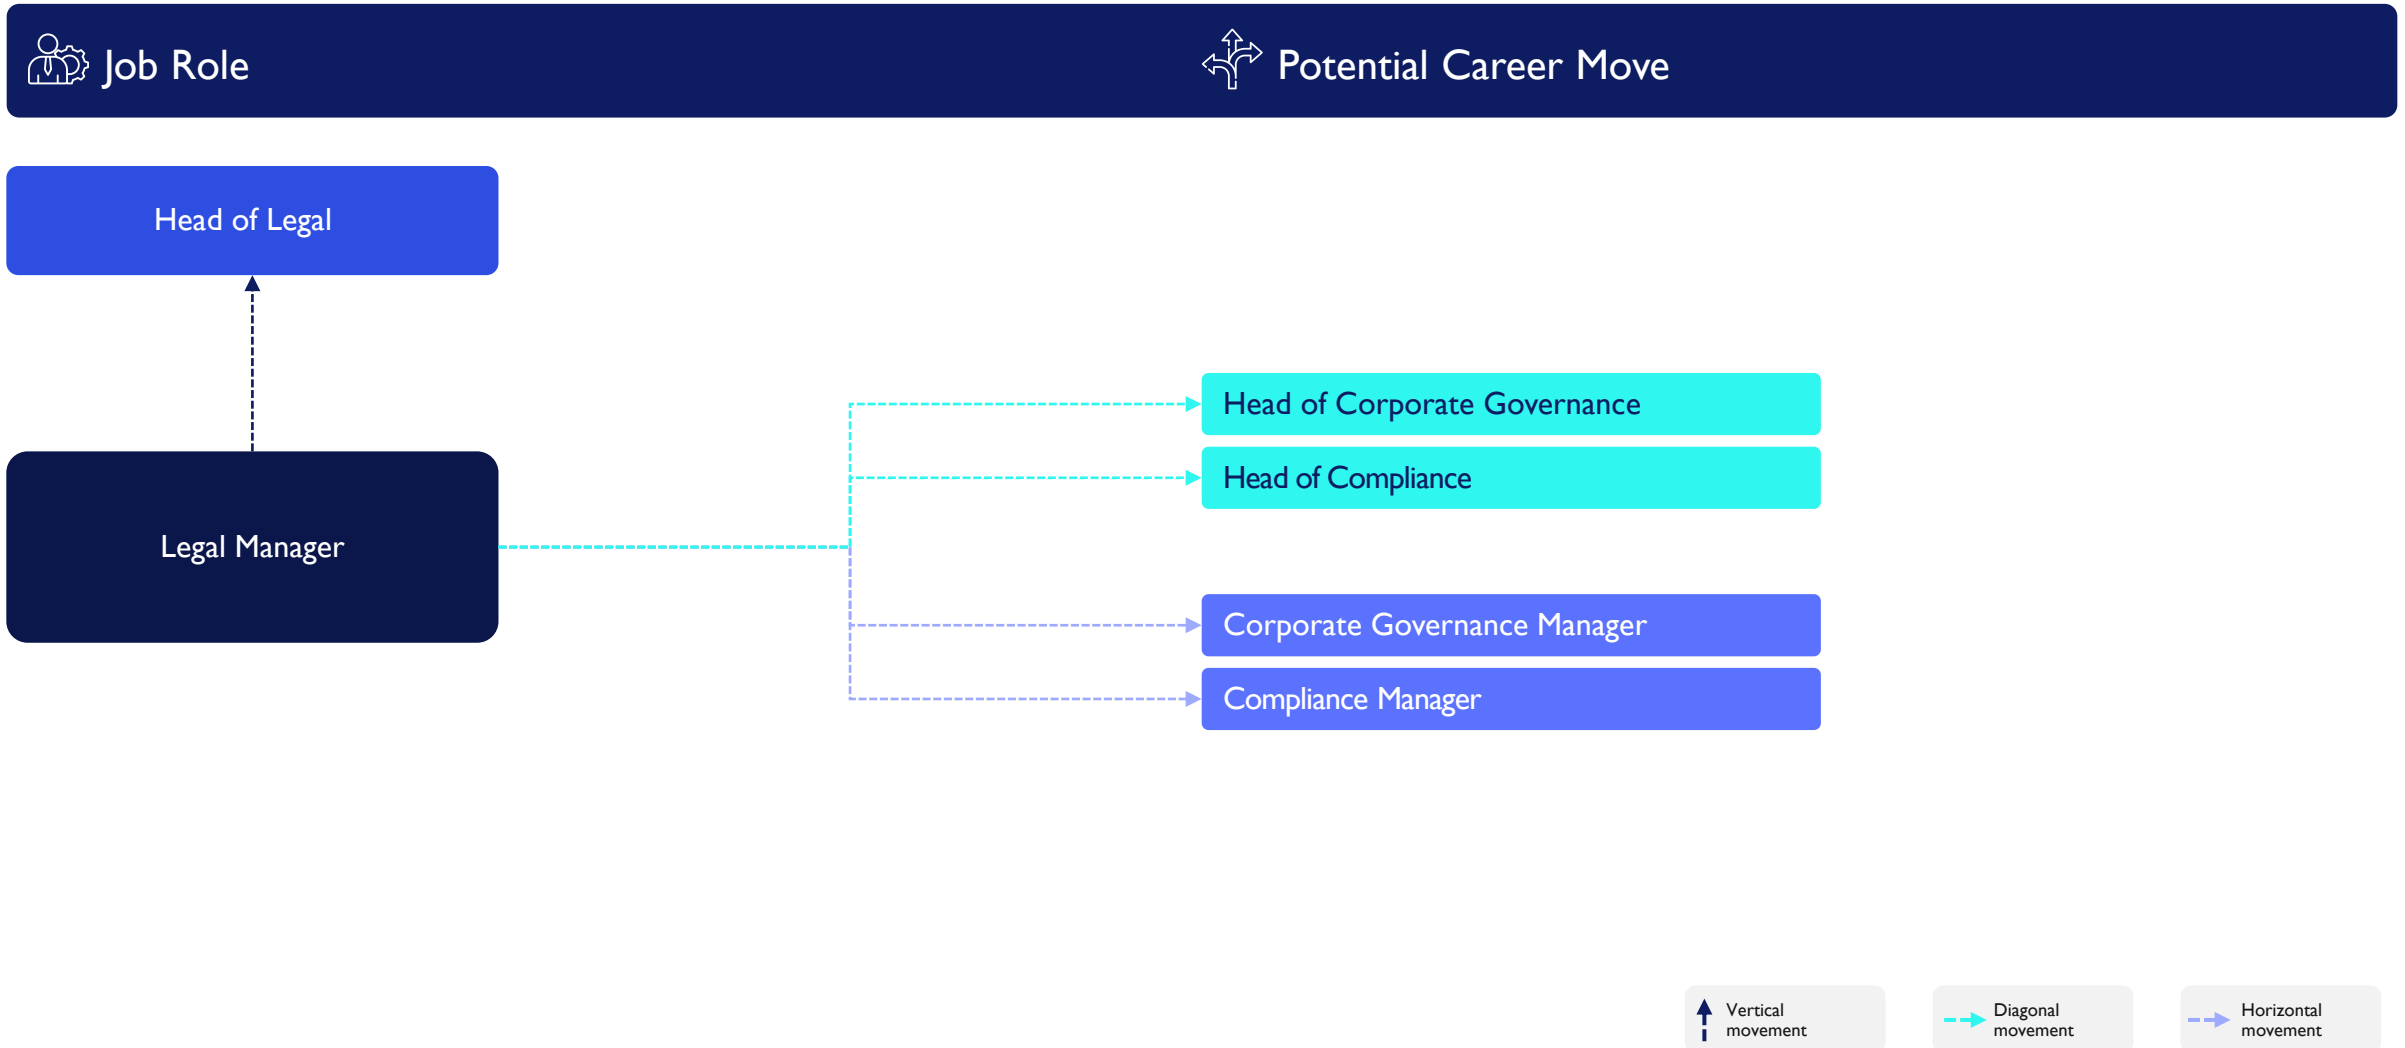 Job Role
Potential Career Move
Head of Legal
Head of Corporate Governance
Head of Compliance
Legal Manager
Corporate Governance Manager
Compliance Manager
Vertical
movement
Diagonal
movement
Horizontal
movement